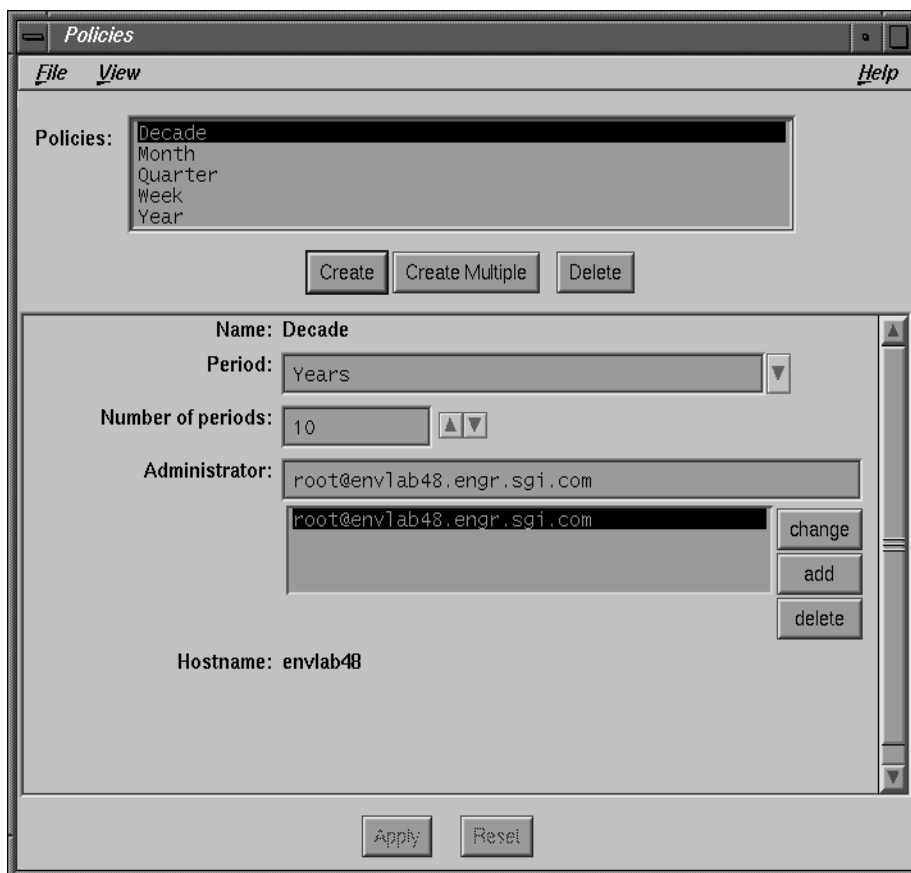 Policies
File View Help
Policies:
Decade
Month
Quarter
Week
Year
Create Create Multiple Delete
Name: Decade
Period: Years
Number of periods: 10
Administrator: root@envlab48.engr.sgi.com
root@envlab48.engr.sgi.com
change
add
delete
Hostname: envlab48
Apply Reset